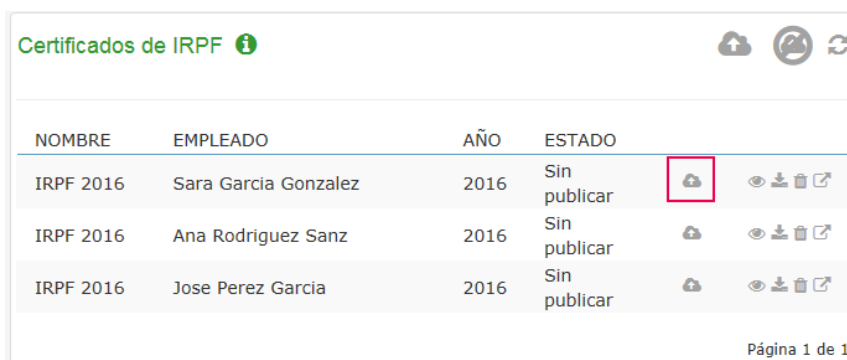 Certificados de IRPF
NOMBRE EMPLEADO AÑO ESTADO
IRPF 2016 Sara Garcia Gonzalez 2016 Sin publicar
IRPF 2016 Ana Rodriguez Sanz 2016 Sin publicar
IRPF 2016 Jose Perez Garcia 2016 Sin publicar
Página 1 de 1